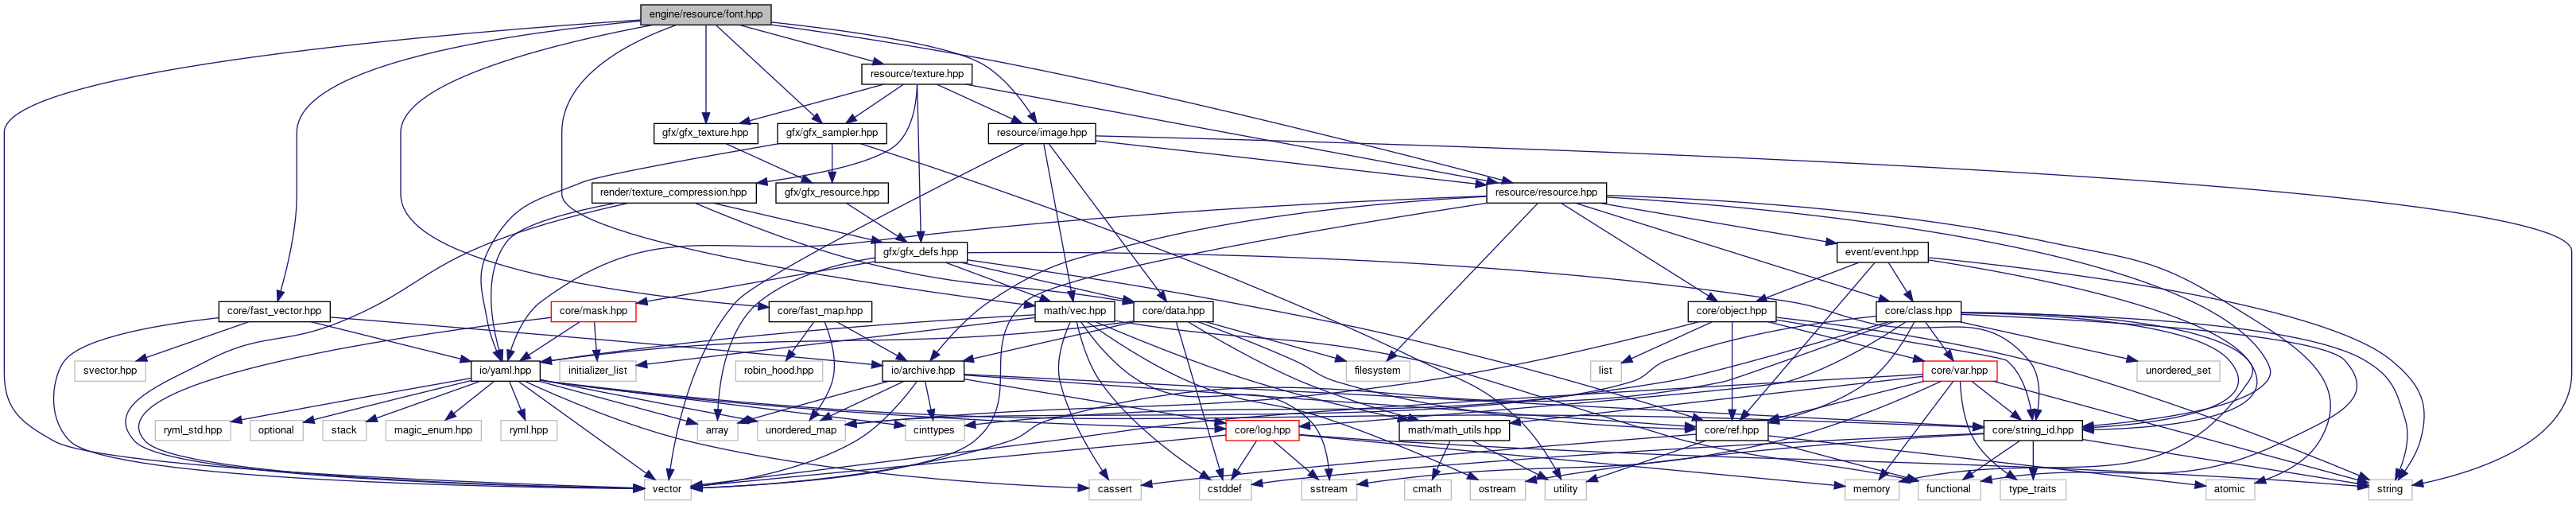 engine/resource/font.hpp
resource/texture.hpp
gfx/gfx_texture.hpp
gfx/gfx_sampler.hpp
resource/image.hpp
render/texture_compression.hpp
gfx/gfx_resource.hpp
resource/resource.hpp
gfx/gfx_defs.hpp
event/event.hpp
core/fast_vector.hpp
core/mask.hpp
core/fast_map.hpp
math/vec.hpp
core/data.hpp
core/object.hpp
core/class.hpp
svector.hpp
io/yaml.hpp
initializer_list
robin_hood.hpp
io/archive.hpp
filesystem
list
core/var.hpp
unordered_set
ryml_std.hpp
optional
stack
magic_enum.hpp
ryml.hpp
array
unordered_map
cinttypes
core/log.hpp
math/math_utils.hpp
core/ref.hpp
core/string_id.hpp
vector
cassert
cstddef
sstream
cmath
ostream
utility
memory
functional
type_traits
atomic
string